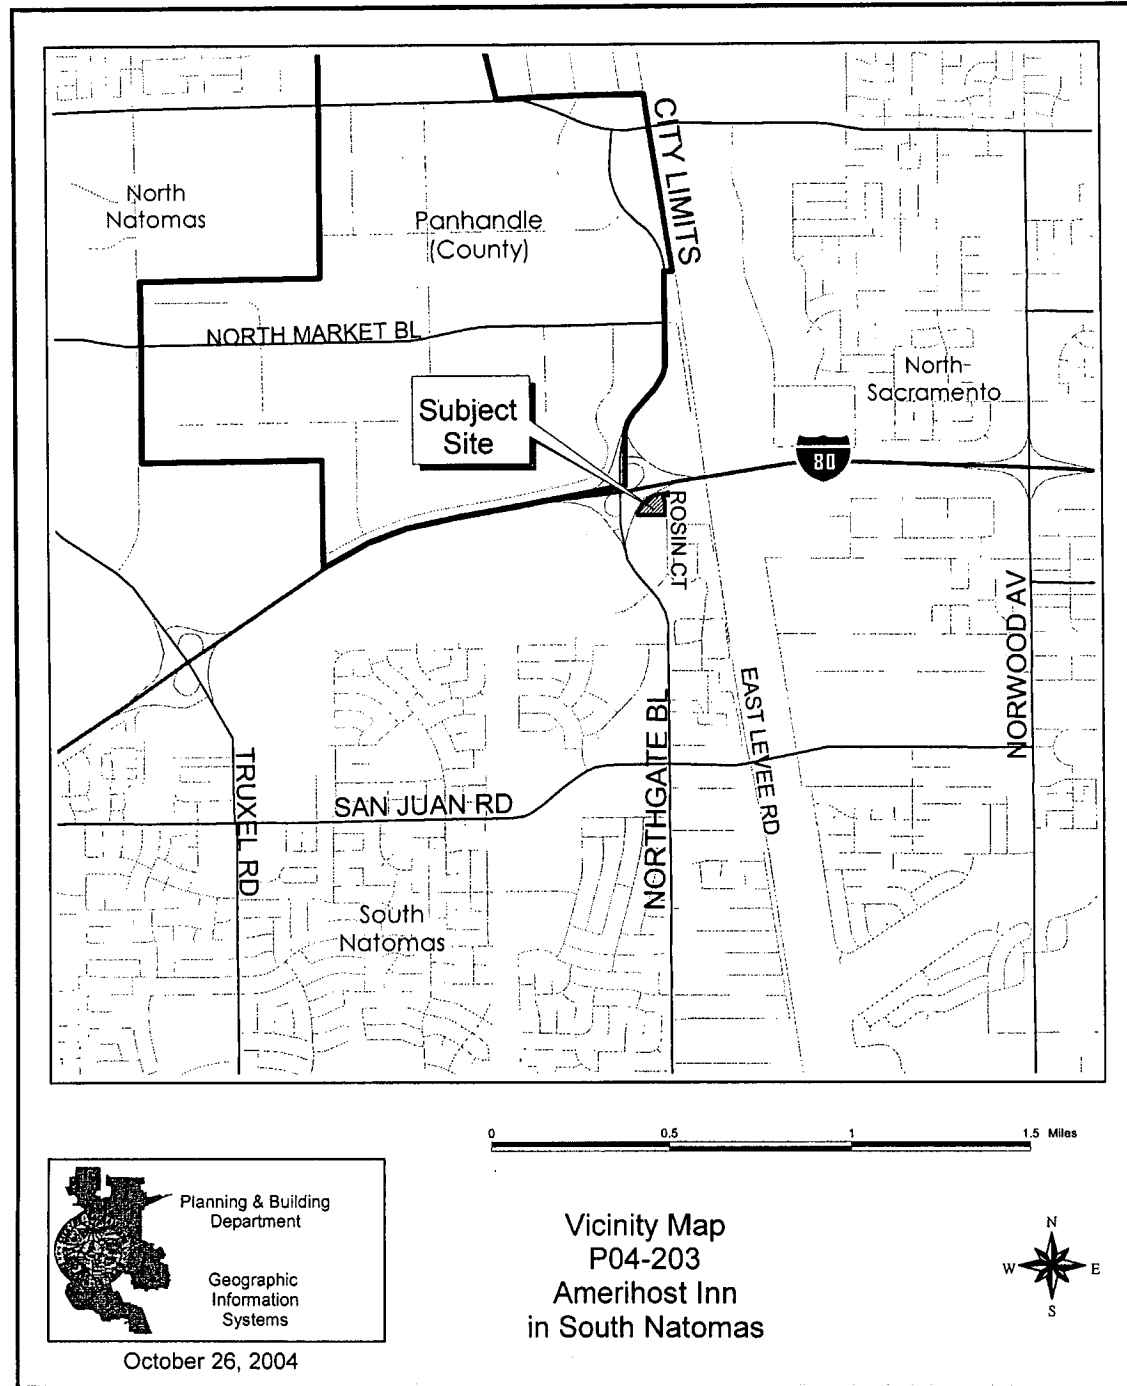 CITY LIMITS
North
Natomas
Panhandle
(County)
NORTH MARKET BL
North-
Sacramento
Subject
Site
80
ROSIN CT
NORWOOD AV
EAST LEVEE RD
NORTHGATE BL
TRUXEL RD
SAN JUAN RD
South
Natomas
0 0.5 1 1.5 Miles
Planning & Building
Department
Geographic
Information
Systems
October 26, 2004
Vicinity Map
P04-203
Amerihost Inn
in South Natomas
N
W E
S